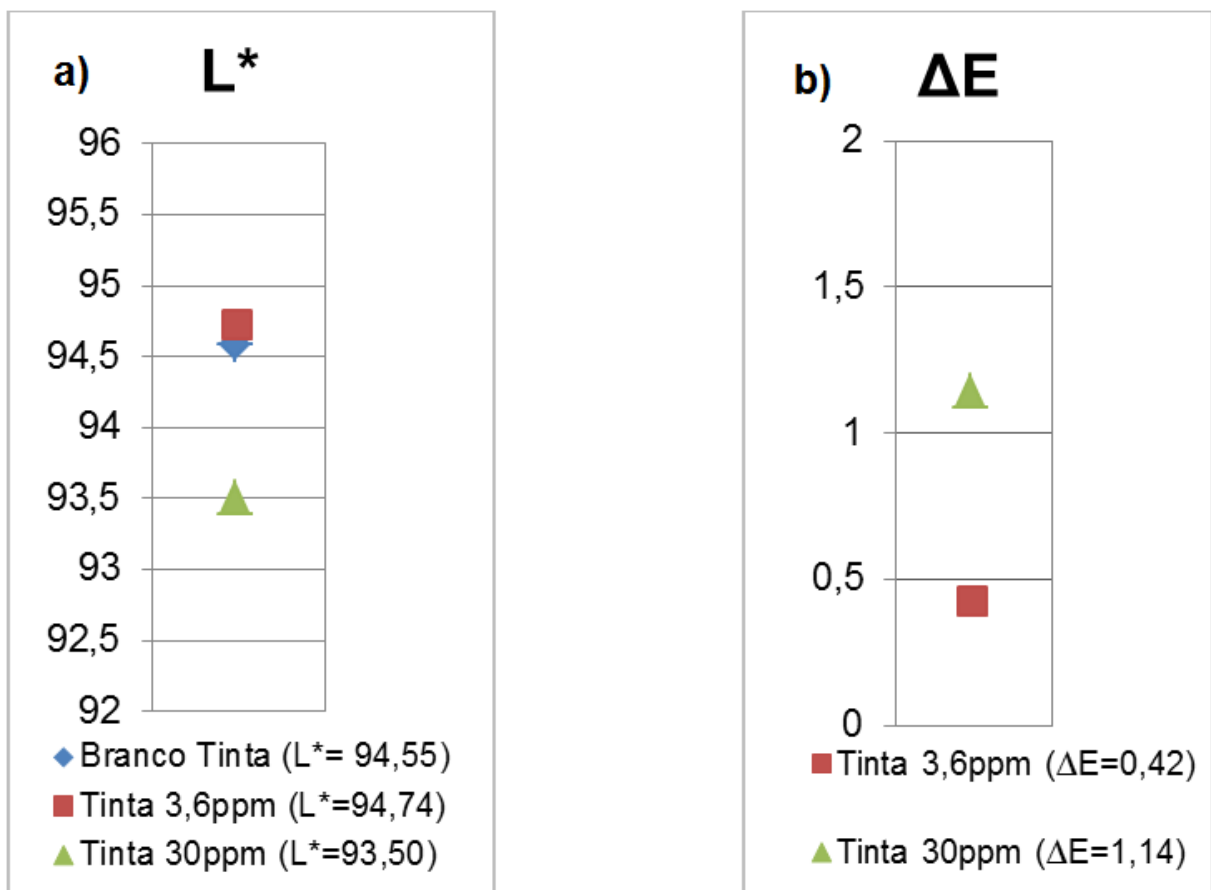 a) L*
96
95,5
95
94,5
94
93,5
93
92,5
92
Branco Tinta (L*= 94,55)
Tinta 3,6ppm (L*=94,74)
Tinta 30ppm (L*=93,50)
b) ΔE
2
1,5
1
0,5
0
Tinta 3,6ppm (ΔE=0,42)
Tinta 30ppm (ΔE=1,14)